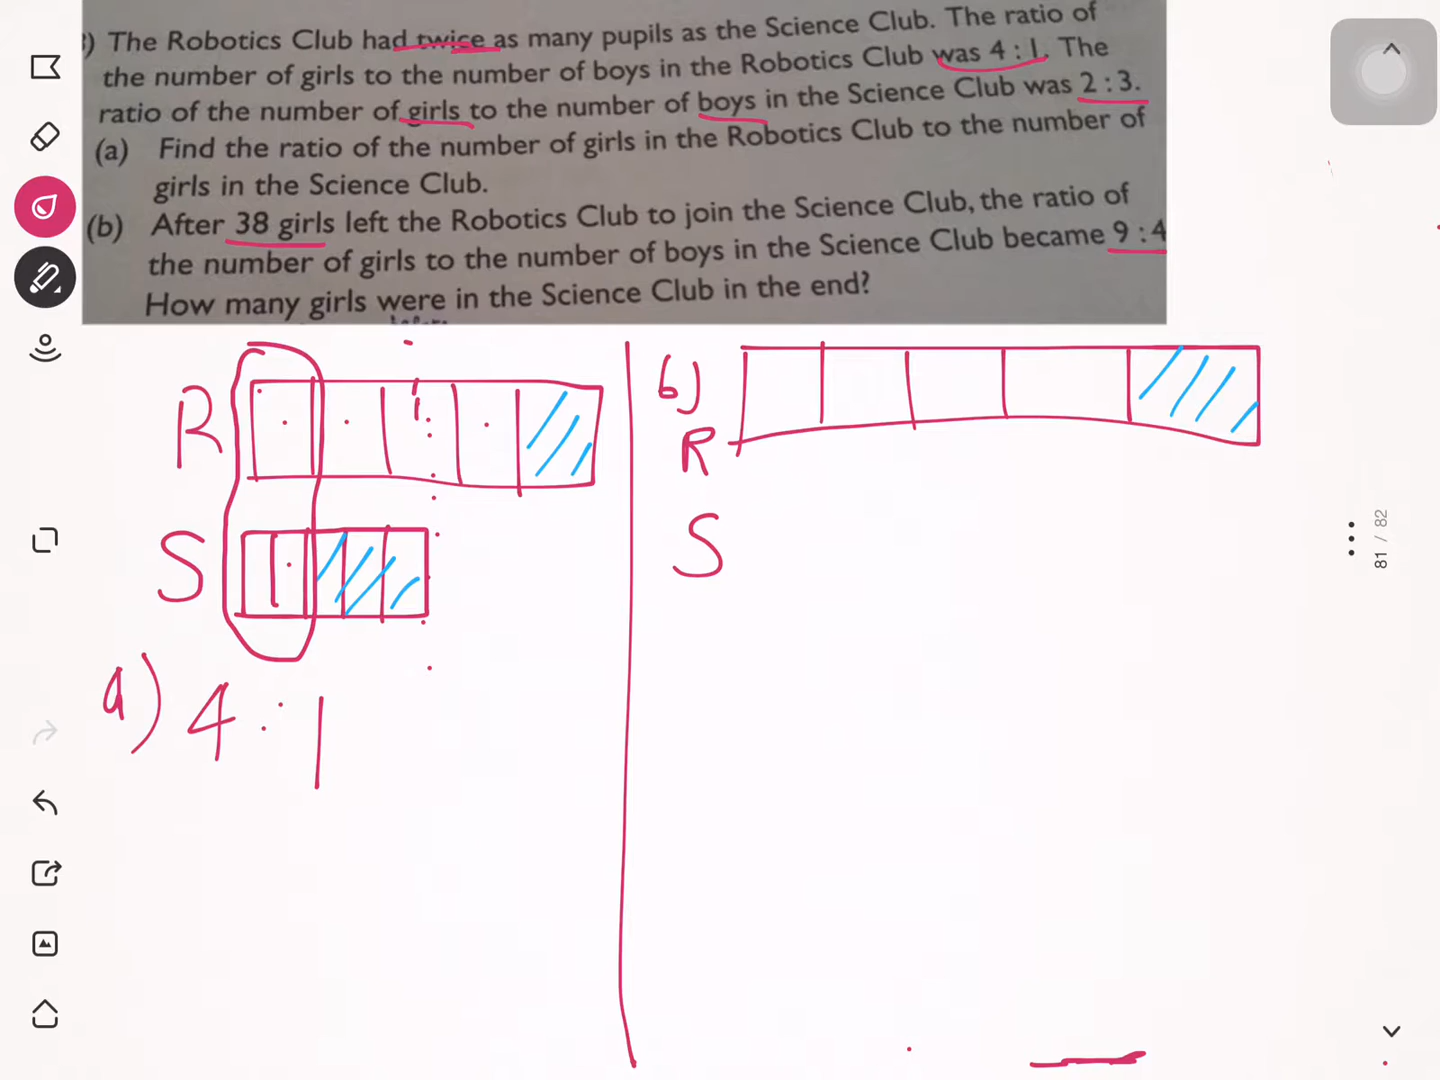 ) The Robotics Club had twice as many pupils as the Science Club. The ratio of
the number of girls to the number of boys in the Robotics Club was 4 : 1. The
ratio of the number of girls to the number of boys in the Science Club was 2 : 3.
(a) Find the ratio of the number of girls in the Robotics Club to the number of
girls in the Science Club.
(b) After 38 girls left the Robotics Club to join the Science Club, the ratio of
the number of girls to the number of boys in the Science Club became 9 : 4
How many girls were in the Science Club in the end?
R
S
a) 4 : 1
b)
R
S
81 / 82